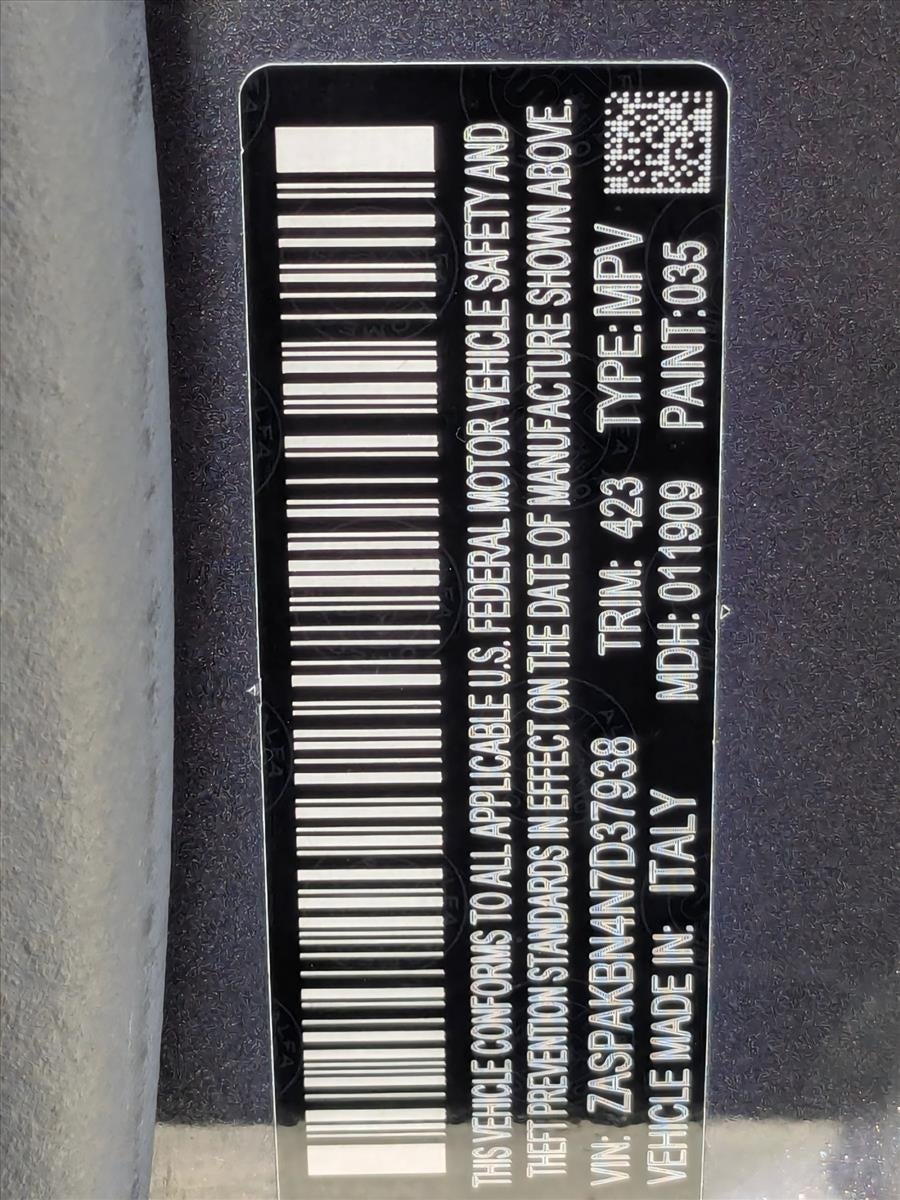 THIS VEHICLE CONFORMS TO ALL APPLICABLE U.S. FEDERAL MOTOR VEHICLE SAFETY AND
THEFT PREVENTION STANDARDS IN EFFECT ON THE DATE OF MANUFACTURE SHOWN ABOVE.
VIN: ZASPAKBN4N7D37938 TRIM: 423 TYPE: MPV
VEHICLE MADE IN: ITALY MDH: 011909 PAINT:035